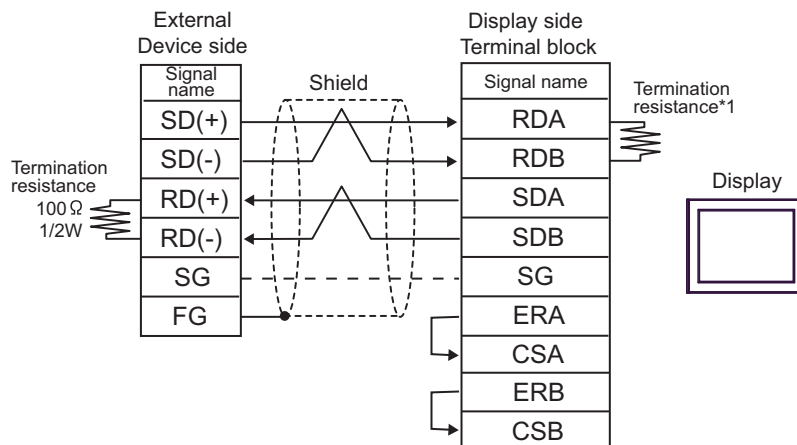 External
Device side
Signal
name
SD(+)
SD(-)
RD(+)
RD(-)
SG
FG
Termination
resistance
100 Ω
1/2W
Shield
Display side
Terminal block
Signal name
RDA
RDB
SDA
SDB
SG
ERA
CSA
ERB
CSB
Termination
resistance*1
Display